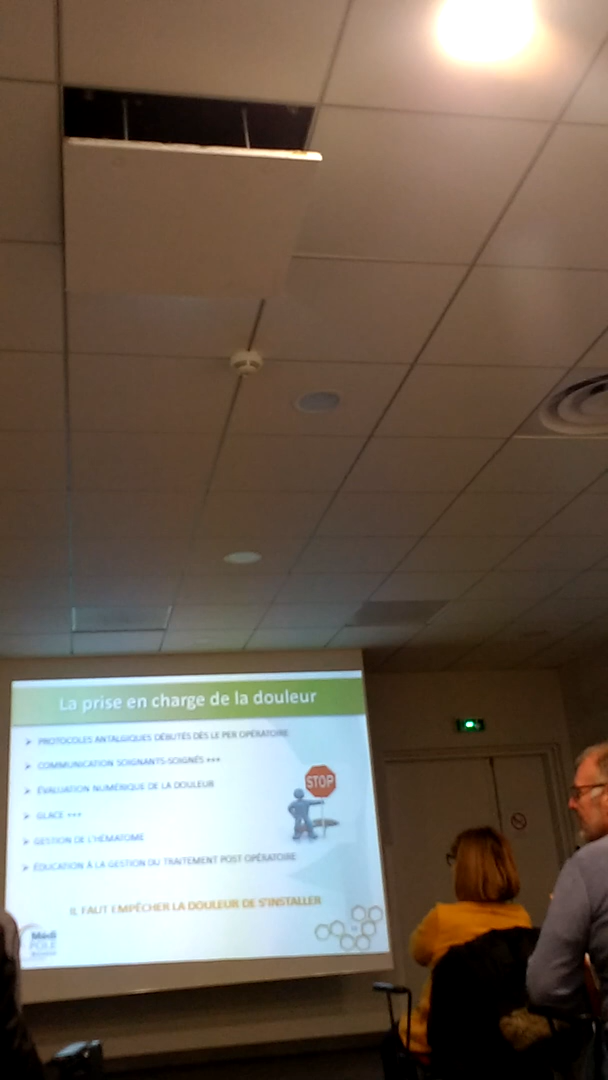 La prise en charge de la douleur
➤ PROTOCOLES ANTALGIQUES DÉBUTÉS DÈS LE PER OPÉRATOIRE
➤ COMMUNICATION SOIGNANTS-SOIGNÉS +++
➤ ÉVALUATION NUMÉRIQUE DE LA DOULEUR
STOP
➤ GLACE +++
➤ GESTION DE L'HÉMATOME
➤ ÉDUCATION À LA GESTION DU TRAITEMENT POST OPÉRATOIRE
IL FAUT EMPÊCHER LA DOULEUR DE S'INSTALLER
Médi
PÔLE